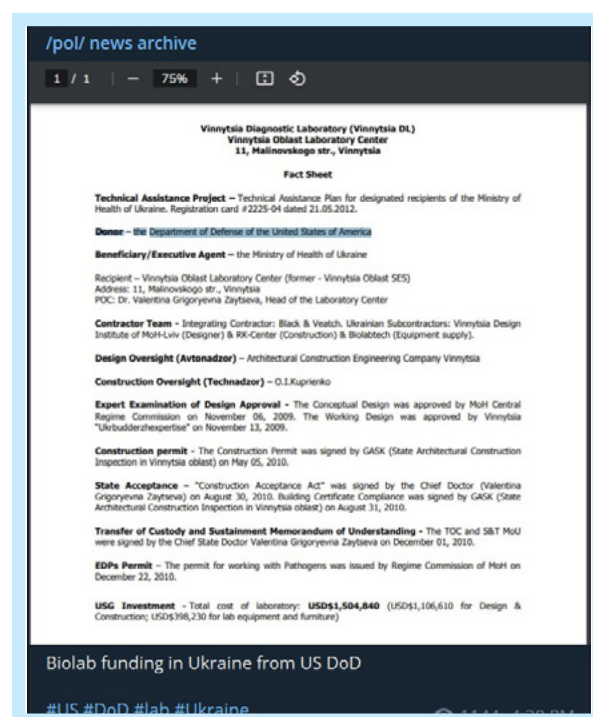 /pol/ news archive
1 / 1 | − 75% + |
Vinnytsia Diagnostic Laboratory (Vinnytsia DL)
Vinnytsia Oblast Laboratory Center
11, Malinovskogo str., Vinnytsia
Fact Sheet
Technical Assistance Project – Technical Assistance Plan for designated recipients of the Ministry of
Health of Ukraine. Registration card #2225-04 dated 21.05.2012.
Donor – the Department of Defense of the United States of America
Beneficiary/Executive Agent – the Ministry of Health of Ukraine
Recipient – Vinnytsia Oblast Laboratory Center (former - Vinnytsia Oblast SES)
Address: 11, Malinovskogo str., Vinnytsia
POC: Dr. Valentina Grigoryevna Zaytseva, Head of the Laboratory Center
Contractor Team - Integrating Contractor: Black & Veatch. Ukrainian Subcontractors: Vinnytsia Design
Institute of MoH-Lviv (Designer) & RK-Center (Construction) & Biolabtech (Equipment supply).
Design Oversight (Avtonadzor) – Architectural Construction Engineering Company Vinnytsia
Construction Oversight (Technadzor) – O.I.Kuprienko
Expert Examination of Design Approval - The Conceptual Design was approved by MoH Central
Regime Commission on November 06, 2009. The Working Design was approved by Vinnytsia
"Ukrbudderzhexpertise" on November 13, 2009.
Construction permit - The Construction Permit was signed by GASK (State Architectural Construction
Inspection in Vinnytsia oblast) on May 05, 2010.
State Acceptance – "Construction Acceptance Act" was signed by the Chief Doctor (Valentina
Grigoryevna Zaytseva) on August 30, 2010. Building Certificate Compliance was signed by GASK (State
Architectural Construction Inspection in Vinnytsia oblast) on August 31, 2010.
Transfer of Custody and Sustainment Memorandum of Understanding - The TOC and S&T MoU
were signed by the Chief State Doctor Valentina Grigoryevna Zaytseva on December 01, 2010.
EDPs Permit – The permit for working with Pathogens was issued by Regime Commission of MoH on
December 22, 2010.
USG Investment - Total cost of laboratory: USD$1,504,840 (USD$1,106,610 for Design &
Construction; USD$398,230 for lab equipment and furniture)
Biolab funding in Ukraine from US DoD
#US #DoD #lab #Ukraine